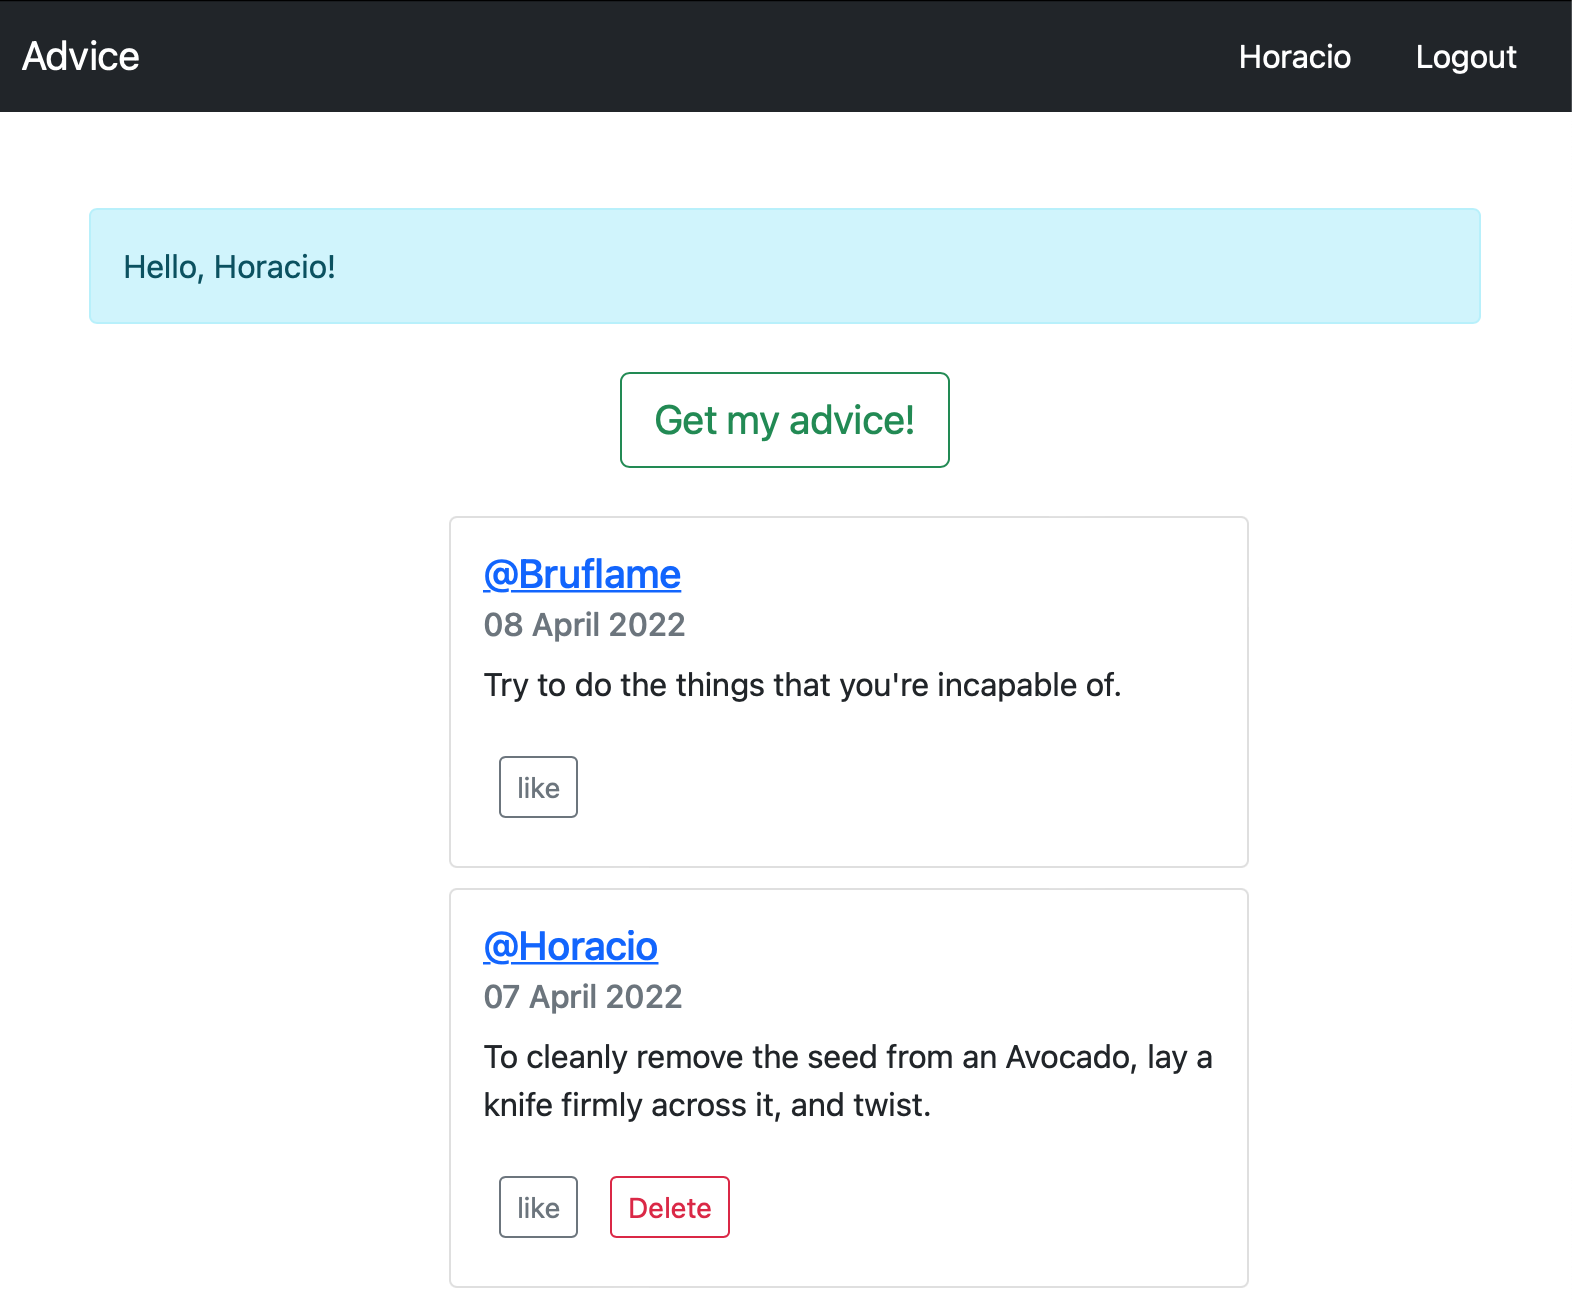 Advice
Horacio
Logout
Hello, Horacio!
Get my advice!
@Bruflame
08 April 2022
Try to do the things that you're incapable of.
like
@Horacio
07 April 2022
To cleanly remove the seed from an Avocado, lay a
knife firmly across it, and twist.
like
Delete